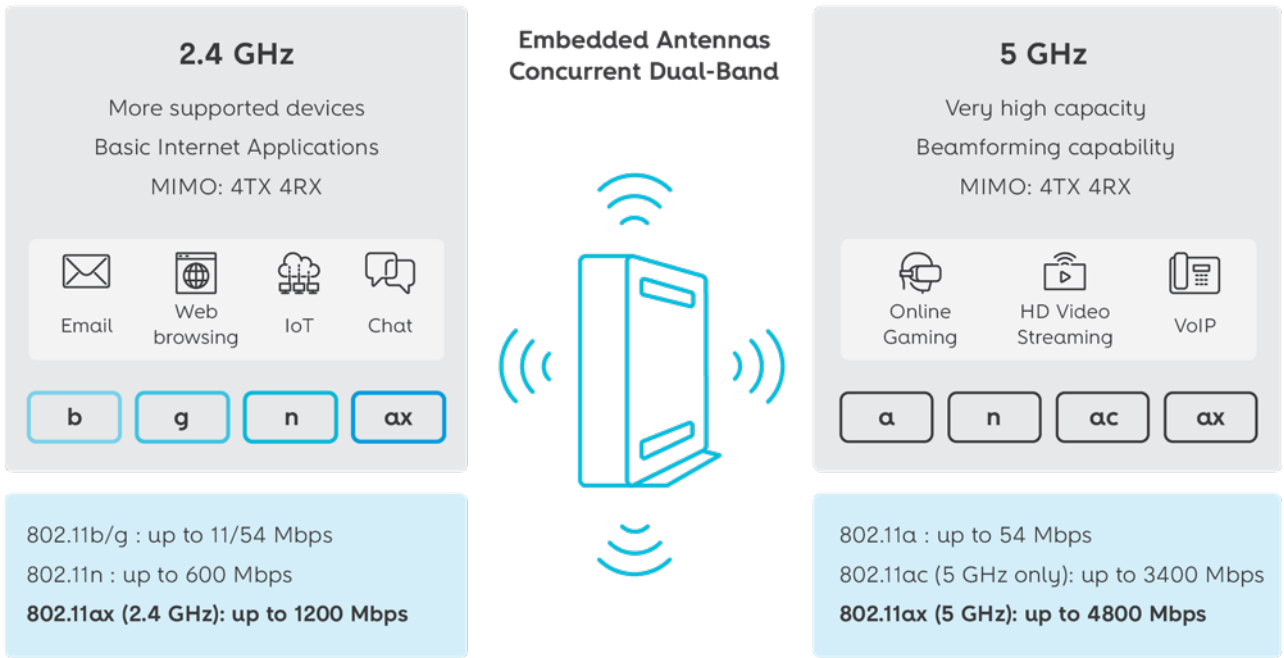 2.4 GHz
More supported devices
Basic Internet Applications
MIMO: 4TX 4RX
Email
Web
browsing
IoT
Chat
b
g
n
ax
802.11b/g : up to 11/54 Mbps
802.11n : up to 600 Mbps
802.11ax (2.4 GHz): up to 1200 Mbps
Embedded Antennas
Concurrent Dual-Band
5 GHz
Very high capacity
Beamforming capability
MIMO: 4TX 4RX
Online
Gaming
HD Video
Streaming
VoIP
a
n
ac
ax
802.11a : up to 54 Mbps
802.11ac (5 GHz only): up to 3400 Mbps
802.11ax (5 GHz): up to 4800 Mbps